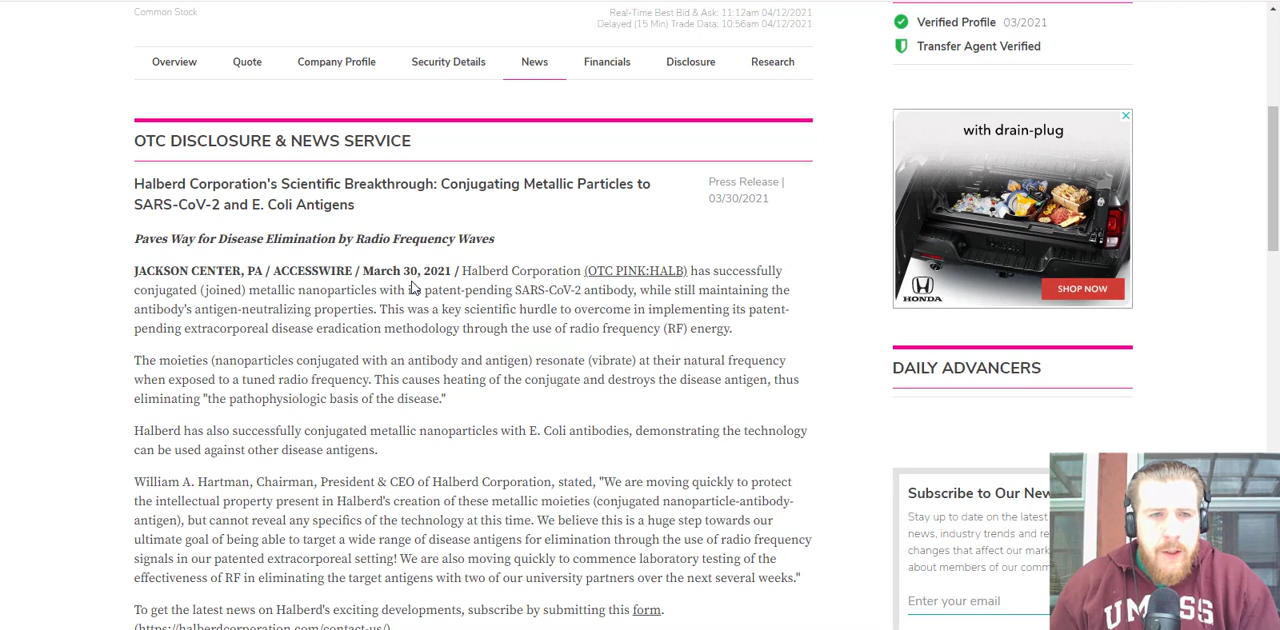 Common Stock
Real-Time Best Bid & Ask: 11:12am 04/12/2021
Delayed (15 Min) Trade Data: 10:56am 04/12/2021
Verified Profile 03/2021
Transfer Agent Verified
Overview Quote Company Profile Security Details News Financials Disclosure Research
with drain-plug
HONDA
SHOP NOW
OTC DISCLOSURE & NEWS SERVICE
Halberd Corporation's Scientific Breakthrough: Conjugating Metallic Particles to
SARS-CoV-2 and E. Coli Antigens
Press Release |
03/30/2021
Paves Way for Disease Elimination by Radio Frequency Waves
JACKSON CENTER, PA / ACCESSWIRE / March 30, 2021 / Halberd Corporation (OTC PINK:HALB) has successfully
conjugated (joined) metallic nanoparticles with its patent-pending SARS-CoV-2 antibody, while still maintaining the
antibody's antigen-neutralizing properties. This was a key scientific hurdle to overcome in implementing its patent-
pending extracorporeal disease eradication methodology through the use of radio frequency (RF) energy.
The moieties (nanoparticles conjugated with an antibody and antigen) resonate (vibrate) at their natural frequency
when exposed to a tuned radio frequency. This causes heating of the conjugate and destroys the disease antigen, thus
eliminating "the pathophysiologic basis of the disease."
Halberd has also successfully conjugated metallic nanoparticles with E. Coli antibodies, demonstrating the technology
can be used against other disease antigens.
William A. Hartman, Chairman, President & CEO of Halberd Corporation, stated, "We are moving quickly to protect
the intellectual property present in Halberd's creation of these metallic moieties (conjugated nanoparticle-antibody-
antigen), but cannot reveal any specifics of the technology at this time. We believe this is a huge step towards our
ultimate goal of being able to target a wide range of disease antigens for elimination through the use of radio frequency
signals in our patented extracorporeal setting! We are also moving quickly to commence laboratory testing of the
effectiveness of RF in eliminating the target antigens with two of our university partners over the next several weeks."
To get the latest news on Halberd's exciting developments, subscribe by submitting this form.
(https://halberdcorporation.com/contact-us/)
DAILY ADVANCERS
Subscribe to Our New
Stay up to date on the latest
news, industry trends and re
changes that affect our mark
about members of our comm
Enter your email